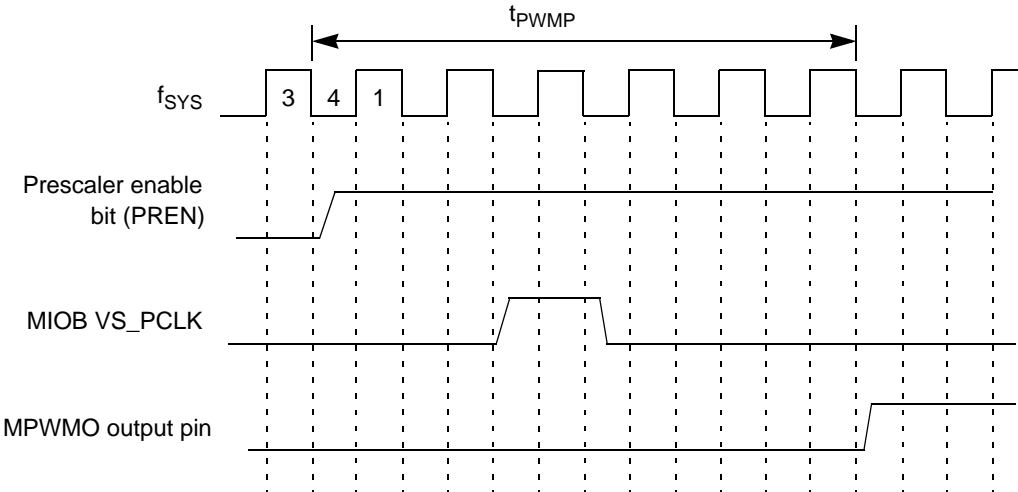 tPWMP
fSYS
3 4 1
Prescaler enable
bit (PREN)
MIOB VS_PCLK
MPWMO output pin